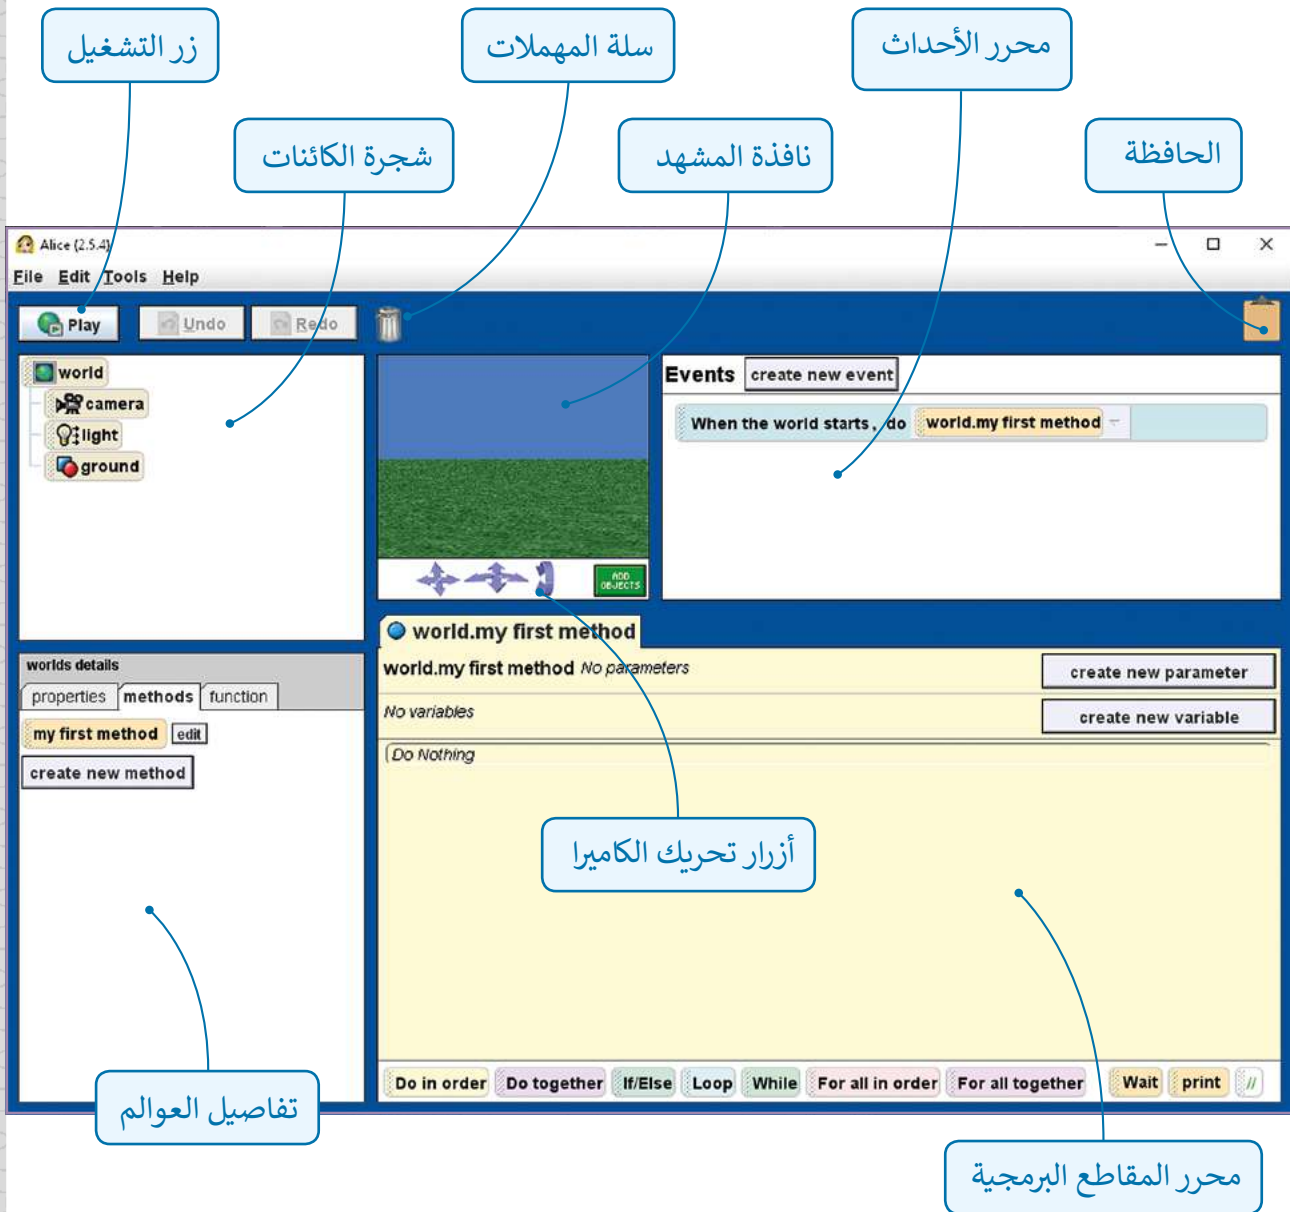 زر التشغيل
سلة المهملات
محرر الأحداث
شجرة الكائنات
نافذة المشهد
الحافظة
Alice (2.5.4)
File Edit Tools Help
Play Undo Redo
world
camera
light
ground
ADD OBJECTS
Events create new event
When the world starts, do world.my first method
worlds details
properties methods function
my first method edit
create new method
world.my first method
world.my first method No parameters create new parameter
No variables create new variable
Do Nothing
أزرار تحريك الكاميرا
Do in order Do together If/Else Loop While For all in order For all together Wait print //
تفاصيل العوالم
محرر المقاطع البرمجية